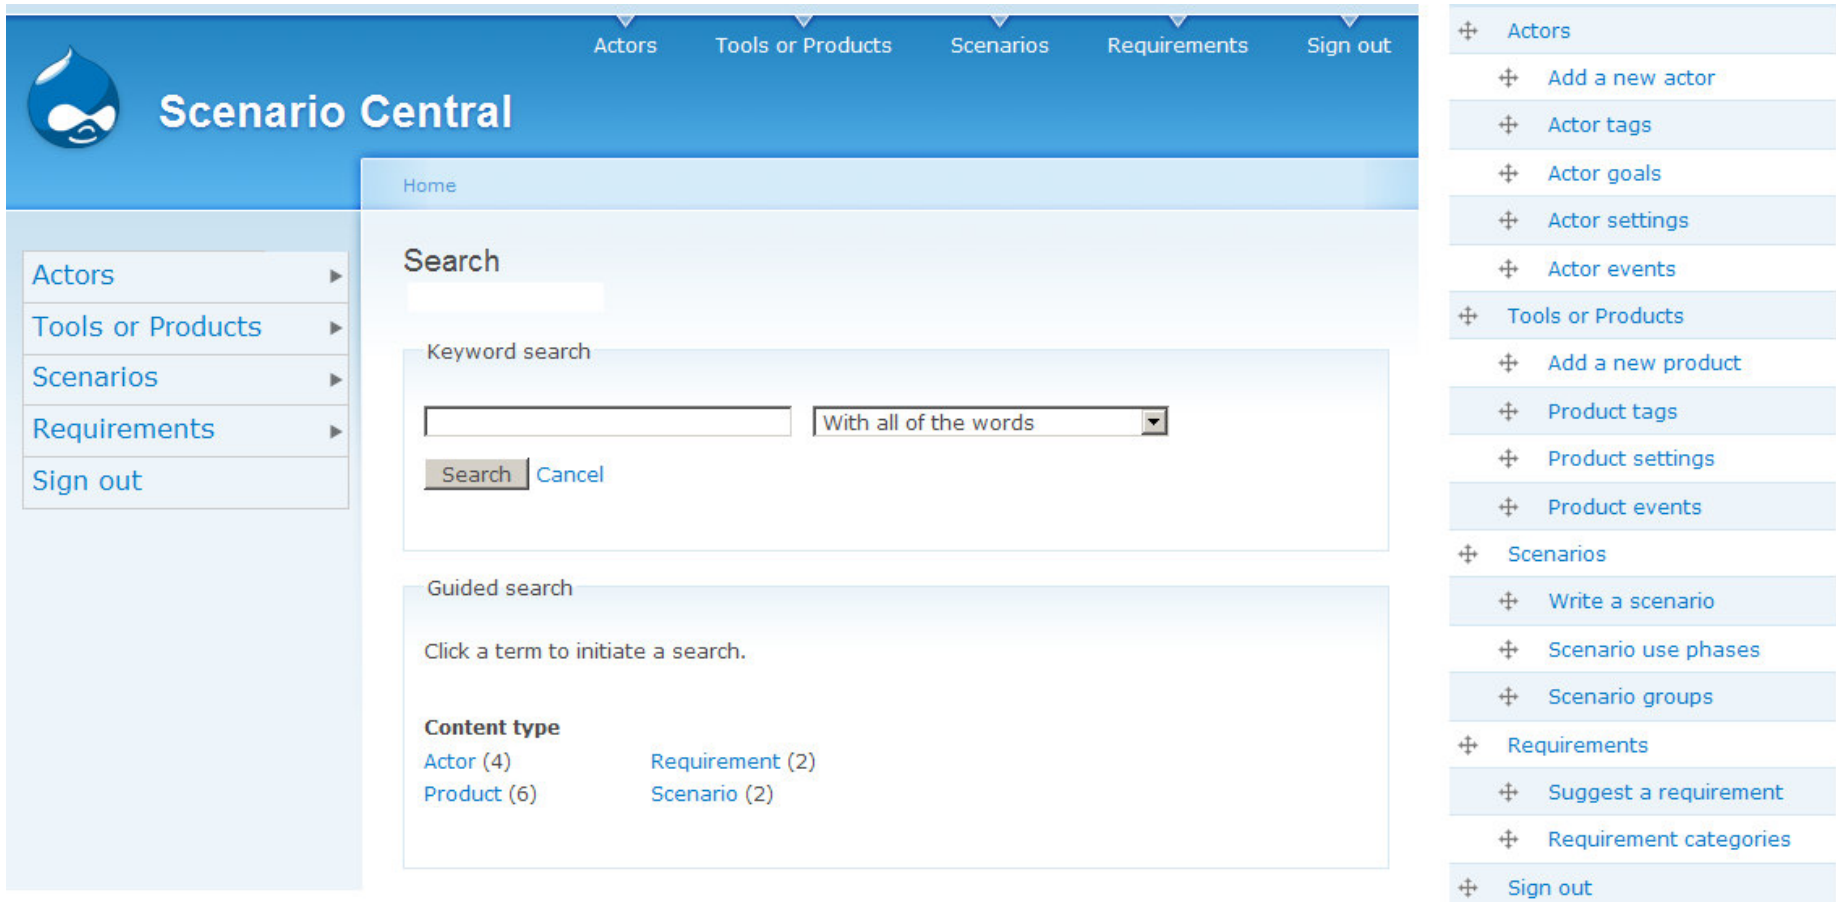 Actors Tools or Products Scenarios Requirements Sign out
Scenario Central
Home
Actors
Tools or Products
Scenarios
Requirements
Sign out
Search
Keyword search
With all of the words
Search Cancel
Guided search
Click a term to initiate a search.
Content type
Actor (4) Requirement (2)
Product (6) Scenario (2)
Actors
Add a new actor
Actor tags
Actor goals
Actor settings
Actor events
Tools or Products
Add a new product
Product tags
Product settings
Product events
Scenarios
Write a scenario
Scenario use phases
Scenario groups
Requirements
Suggest a requirement
Requirement categories
Sign out